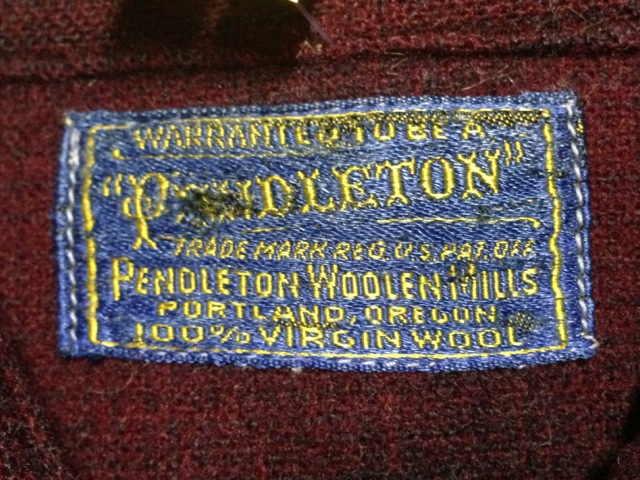 WARRANTED TO BE A
"PENDLETON"
TRADE MARK REG. U.S. PAT. OFF.
PENDLETON WOOLEN MILLS
PORTLAND, OREGON
100% VIRGIN WOOL